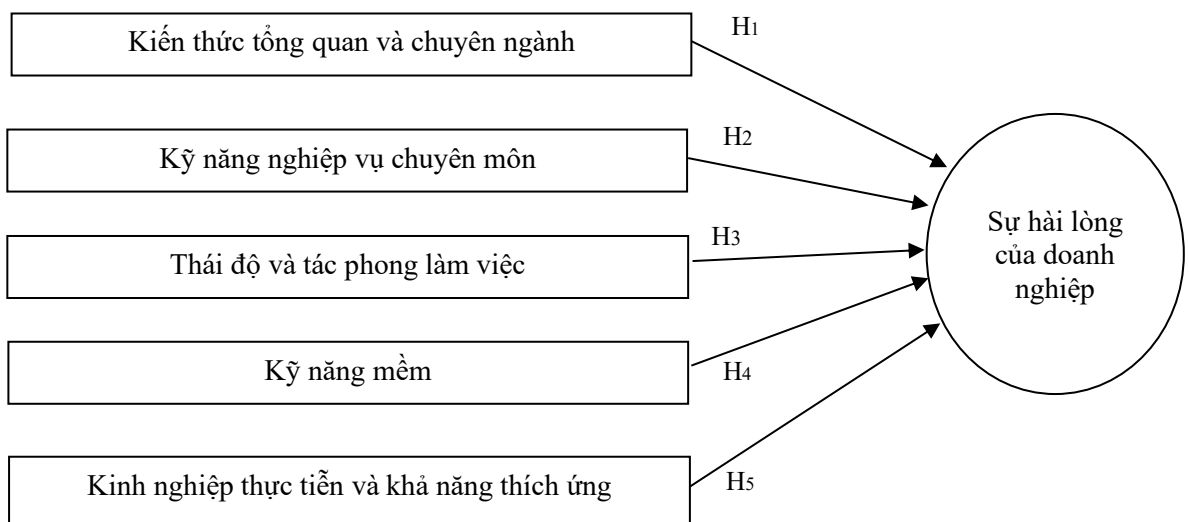 Kiến thức tổng quan và chuyên ngành
H1
Kỹ năng nghiệp vụ chuyên môn
H2
Thái độ và tác phong làm việc
H3
Kỹ năng mềm
H4
Kinh nghiệp thực tiễn và khả năng thích ứng
H5
Sự hài lòng
của doanh
nghiệp